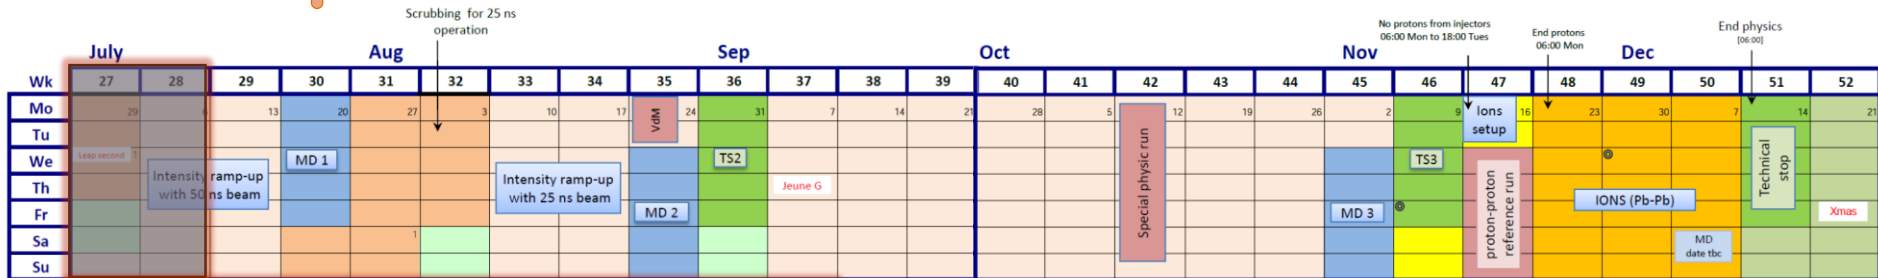 Scrubbing for 25 ns
operation
No protons from injectors
06:00 Mon to 18:00 Tues
End protons
06:00 Mon
End physics
[06:00]
July Aug Sep Oct Nov Dec
Wk 27 28 29 30 31 32 33 34 35 36 37 38 39 40 41 42 43 44 45 46 47 48 49 50 51 52
Mo 29 6 13 20 27 3 10 17 24 31 7 14 21 28 5 12 19 26 2 9 16 23 30 7 14 21
Tu
We
Th
Fr
Sa 1
Su
Leap second 1
Intensity ramp-up
with 50 ns beam
MD 1
Intensity ramp-up
with 25 ns beam
VdM
MD 2
TS2
Jeune G
Special physic run
MD 3
TS3
Ions
setup
proton-proton
reference run
IONS (Pb-Pb)
MD
date tbc
Technical
stop
Xmas